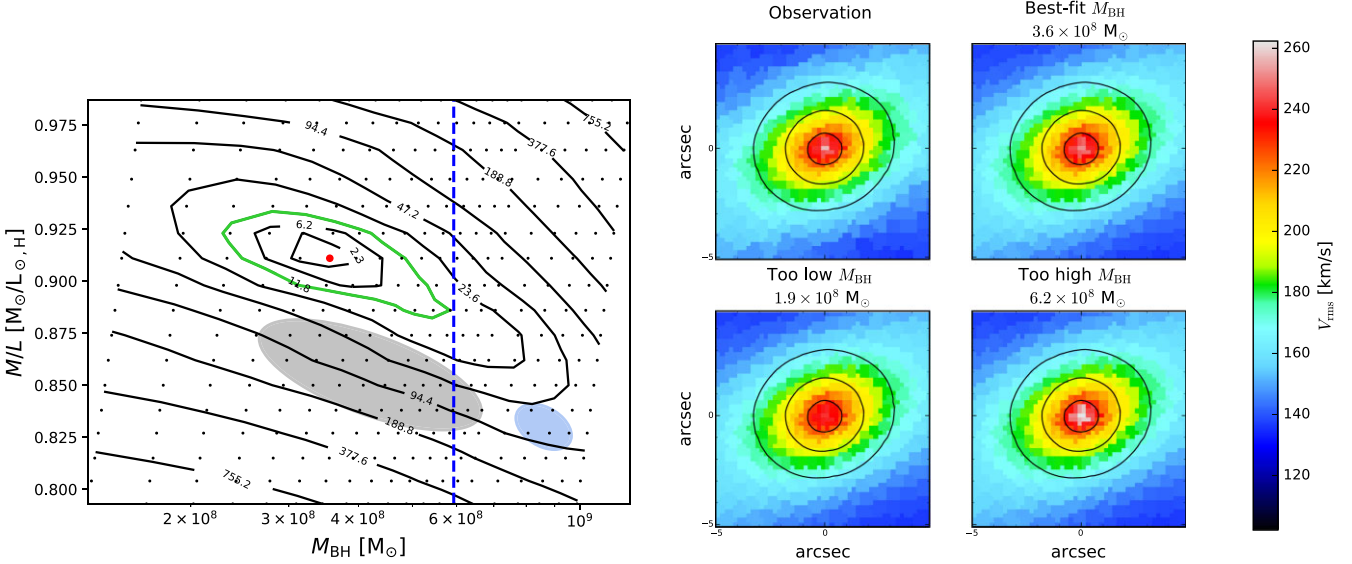 0.975
0.950
0.925
0.900
0.875
0.850
0.825
0.800
M/L [M⊙/L⊙,H]
94.4
755.2
377.6
188.8
47.2
6.2
2.3
11.8
23.6
94.4
188.8
377.6
755.2
2 × 10⁸
3 × 10⁸
4 × 10⁸
6 × 10⁸
10⁹
M_BH [M⊙]
Observation
Best-fit M_BH
3.6 × 10⁸ M⊙
arcsec
0
−5
Too low M_BH
1.9 × 10⁸ M⊙
Too high M_BH
6.2 × 10⁸ M⊙
arcsec
0
−5
−5
0
−5
0
arcsec
arcsec
260
240
220
200
180
160
140
120
V_rms [km/s]